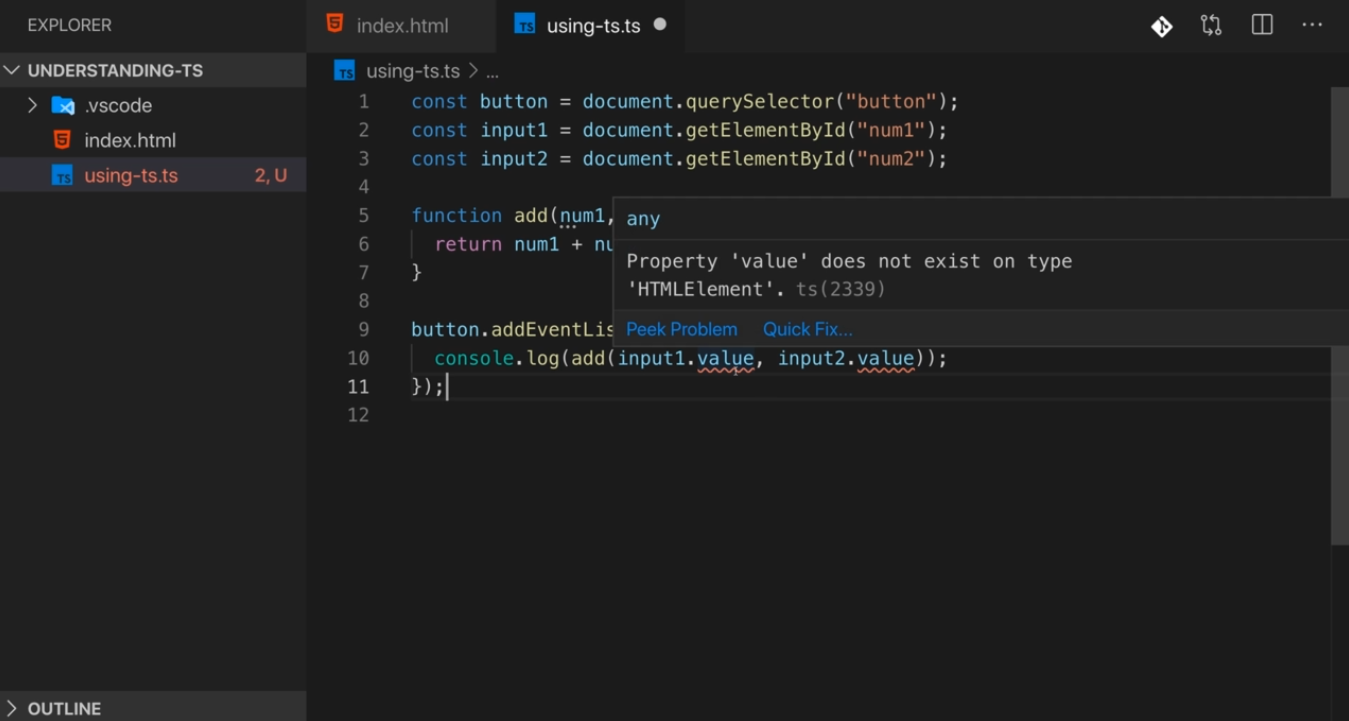 EXPLORER
index.html
TS using-ts.ts
UNDERSTANDING-TS
TS using-ts.ts > ...
.vscode
index.html
TS using-ts.ts 2, U
1 const button = document.querySelector("button");
2 const input1 = document.getElementById("num1");
3 const input2 = document.getElementById("num2");
4
5 function add(num1,
6 return num1 + nu
7 }
8
9 button.addEventLis
10 console.log(add(input1.value, input2.value));
11 });
12
any
Property 'value' does not exist on type
'HTMLElement'. ts(2339)
Peek Problem Quick Fix...
OUTLINE